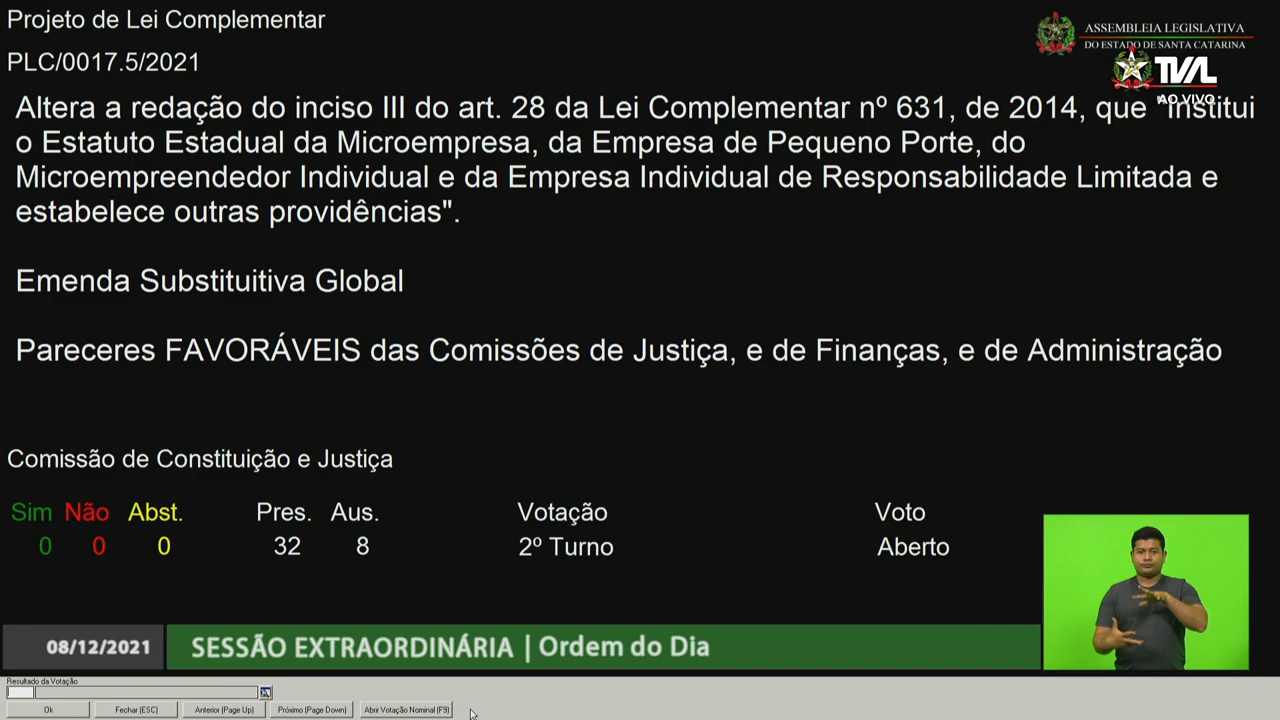 Projeto de Lei Complementar
ASSEMBLEIA LEGISLATIVA
DO ESTADO DE SANTA CATARINA
PLC/0017.5/2021
TVAL
AO VIVO
Altera a redação do inciso III do art. 28 da Lei Complementar nº 631, de 2014, que "Institui
o Estatuto Estadual da Microempresa, da Empresa de Pequeno Porte, do
Microempreendedor Individual e da Empresa Individual de Responsabilidade Limitada e
estabelece outras providências".
Emenda Substituitiva Global
Pareceres FAVORÁVEIS das Comissões de Justiça, e de Finanças, e de Administração
Comissão de Constituição e Justiça
Sim Não Abst. Pres. Aus. Votação Voto
0 0 0 32 8 2º Turno Aberto
08/12/2021 SESSÃO EXTRAORDINÁRIA | Ordem do Dia
Resultado da Votação
Ok Fechar (ESC) Anterior (Page Up) Próximo (Page Down) Abrir Votação Nominal (F9)